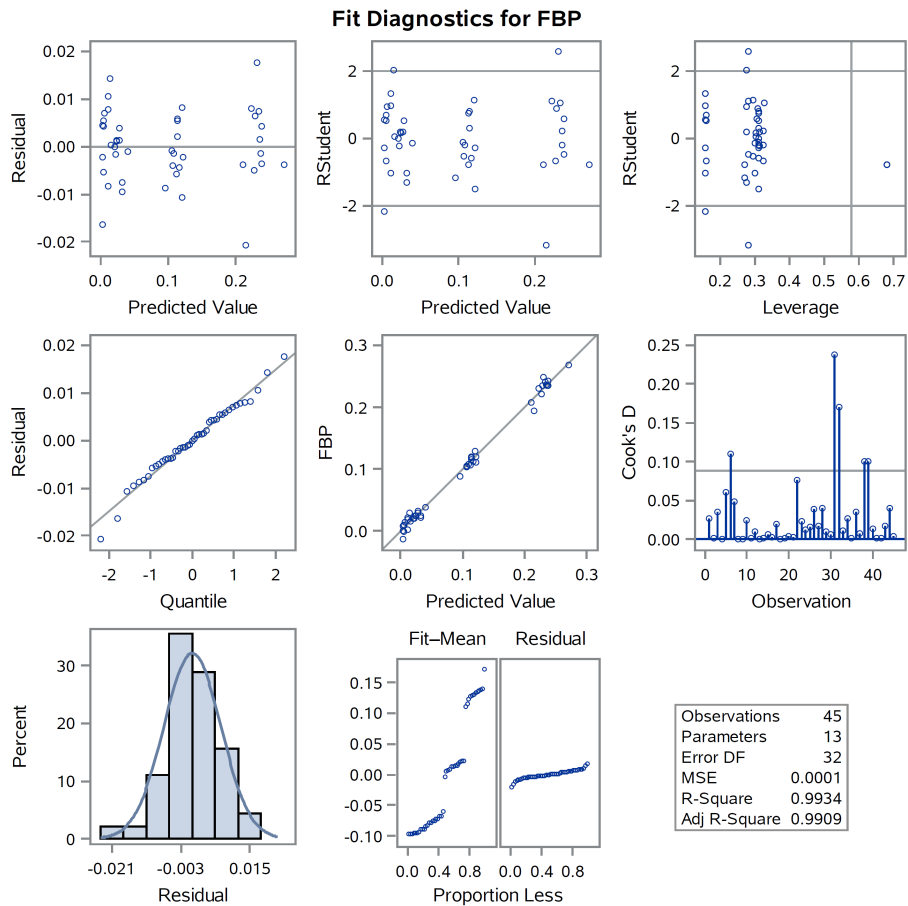 Fit Diagnostics for FBP
0.02
0.01
0.00
-0.01
-0.02
Residual
0.0 0.1 0.2
Predicted Value
2
0
-2
RStudent
0.0 0.1 0.2
Predicted Value
2
0
-2
RStudent
0.2 0.3 0.4 0.5 0.6 0.7
Leverage
0.02
0.01
0.00
-0.01
-0.02
Residual
-2 -1 0 1 2
Quantile
0.3
0.2
0.1
0.0
FBP
0.0 0.1 0.2 0.3
Predicted Value
0.25
0.20
0.15
0.10
0.05
0.00
Cook's D
0 10 20 30 40
Observation
30
20
10
0
Percent
-0.021 -0.003 0.015
Residual
Fit–Mean Residual
0.15
0.10
0.05
0.00
-0.05
-0.10
0.0 0.4 0.8 0.0 0.4 0.8
Proportion Less
Observations 45
Parameters 13
Error DF 32
MSE 0.0001
R-Square 0.9934
Adj R-Square 0.9909